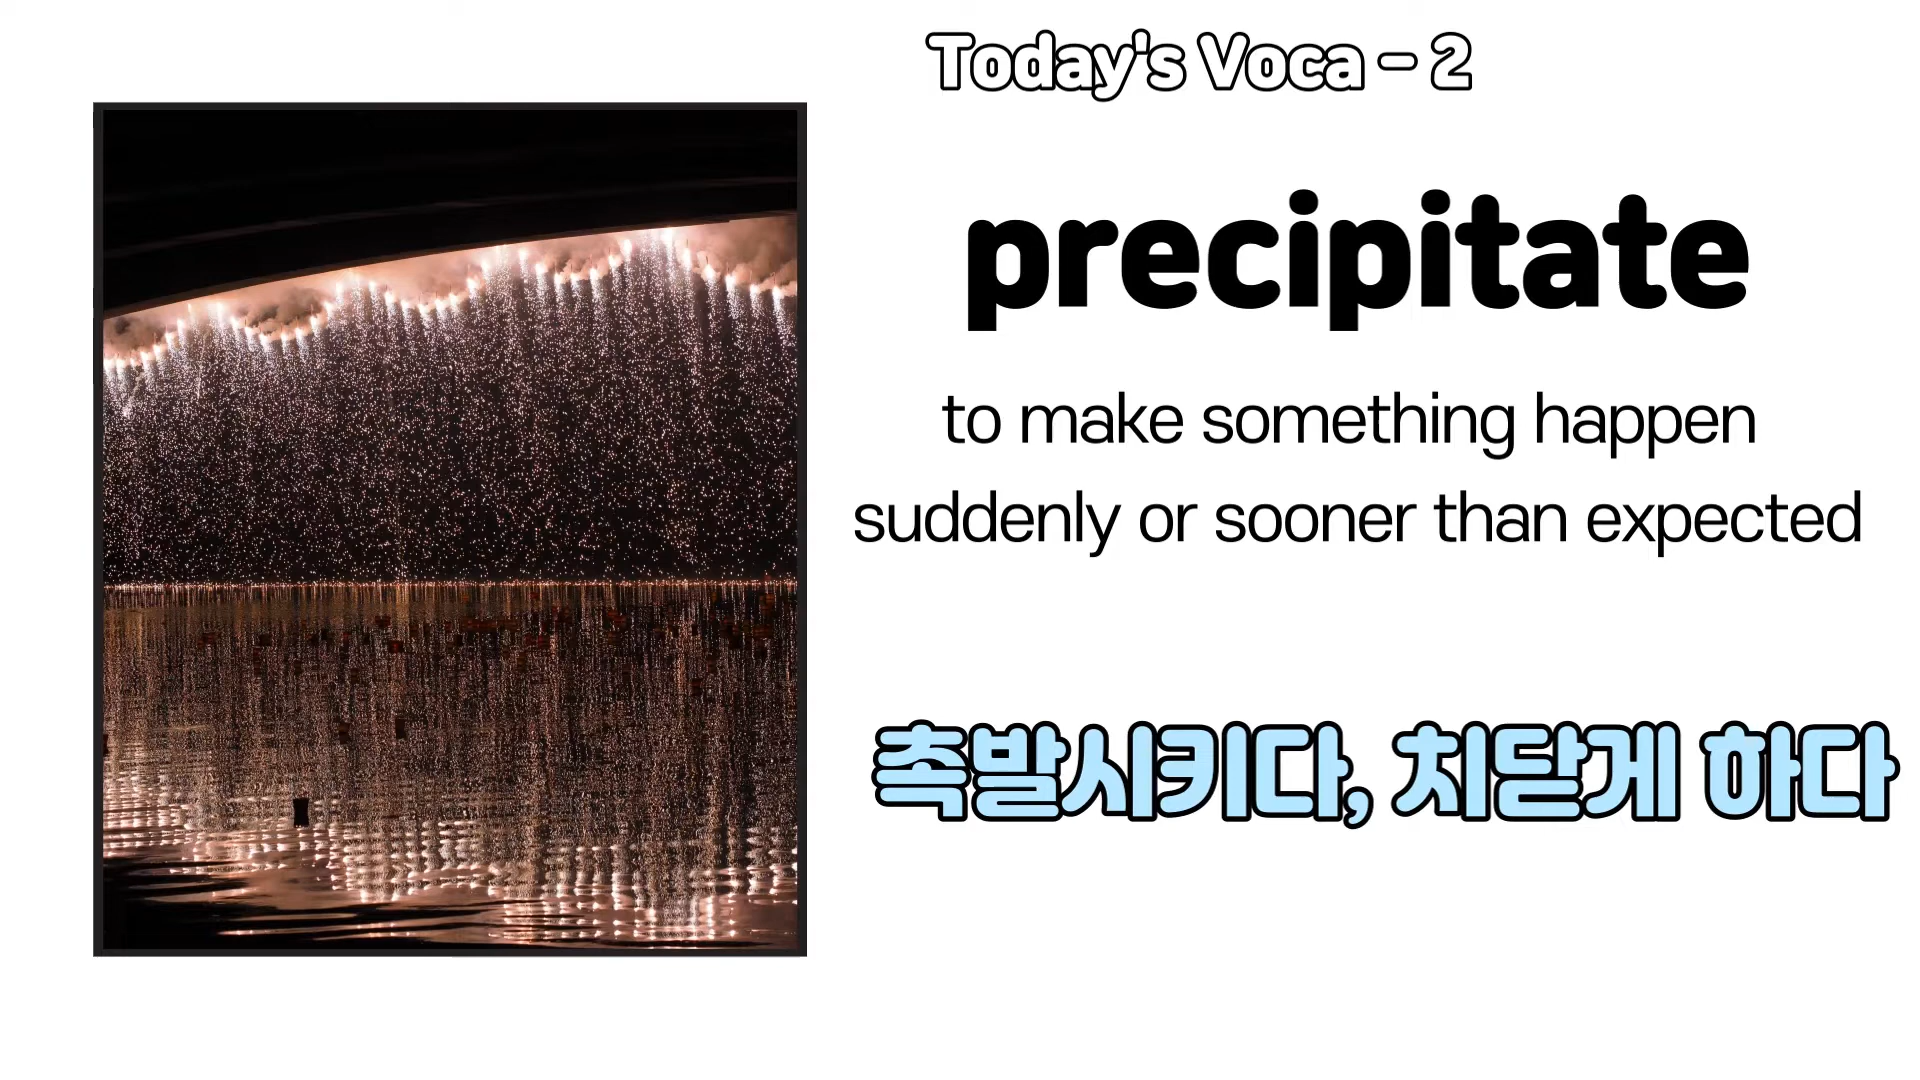 Today's Voca - 2
precipitate
to make something happen
suddenly or sooner than expected
촉발시키다, 치닫게 하다